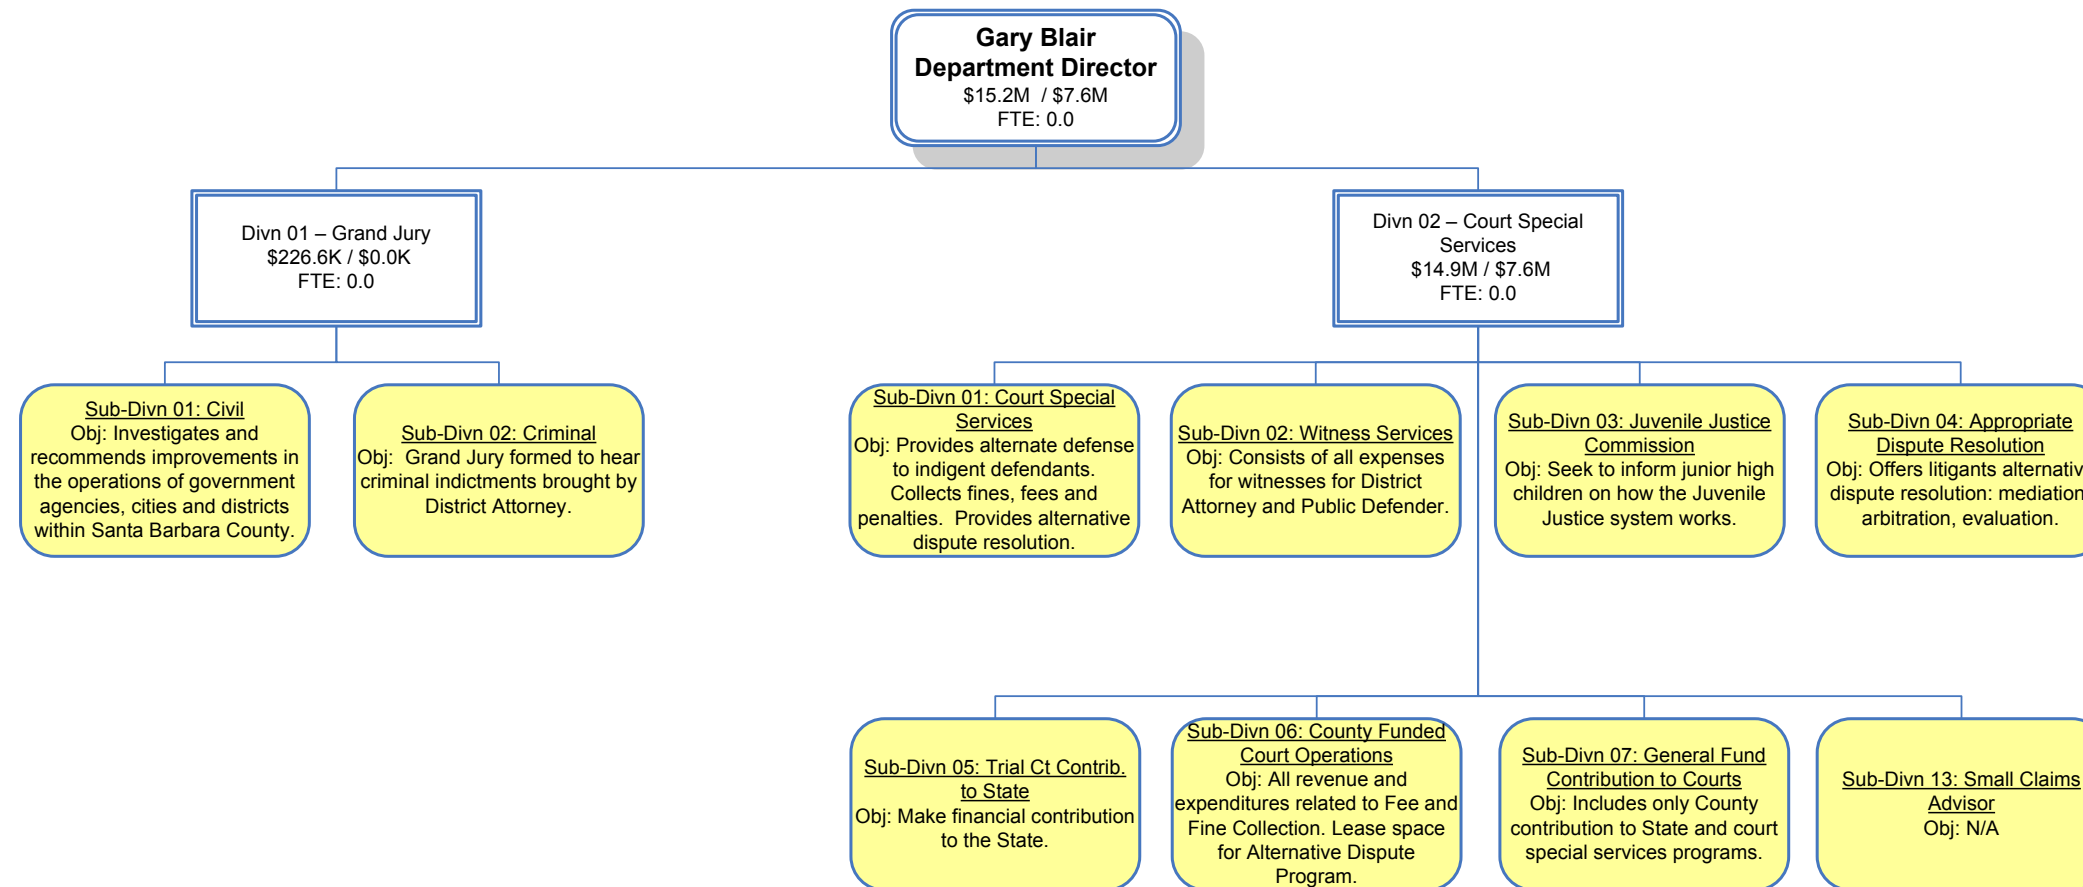 Gary Blair
Department Director
$15.2M / $7.6M
FTE: 0.0
Divn 01 – Grand Jury
$226.6K / $0.0K
FTE: 0.0
Divn 02 – Court Special
Services
$14.9M / $7.6M
FTE: 0.0
Sub-Divn 01: Civil
Obj: Investigates and
recommends improvements in
the operations of government
agencies, cities and districts
within Santa Barbara County.
Sub-Divn 02: Criminal
Obj: Grand Jury formed to hear
criminal indictments brought by
District Attorney.
Sub-Divn 01: Court Special
Services
Obj: Provides alternate defense
to indigent defendants.
Collects fines, fees and
penalties. Provides alternative
dispute resolution.
Sub-Divn 02: Witness Services
Obj: Consists of all expenses
for witnesses for District
Attorney and Public Defender.
Sub-Divn 03: Juvenile Justice
Commission
Obj: Seek to inform junior high
children on how the Juvenile
Justice system works.
Sub-Divn 04: Appropriate
Dispute Resolution
Obj: Offers litigants alternativ
dispute resolution: mediation
arbitration, evaluation.
Sub-Divn 05: Trial Ct Contrib.
to State
Obj: Make financial contribution
to the State.
Sub-Divn 06: County Funded
Court Operations
Obj: All revenue and
expenditures related to Fee and
Fine Collection. Lease space
for Alternative Dispute
Program.
Sub-Divn 07: General Fund
Contribution to Courts
Obj: Includes only County
contribution to State and court
special services programs.
Sub-Divn 13: Small Claims
Advisor
Obj: N/A